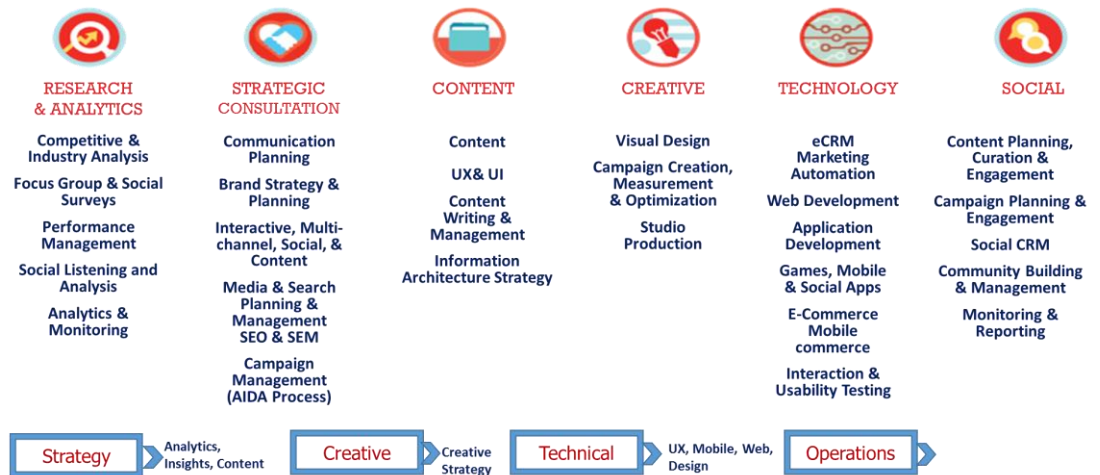 RESEARCH
& ANALYTICS
Competitive &
Industry Analysis
Focus Group & Social
Surveys
Performance
Management
Social Listening and
Analysis
Analytics &
Monitoring
STRATEGIC
CONSULTATION
Communication
Planning
Brand Strategy &
Planning
Interactive, Multi-
channel, Social, &
Content
Media & Search
Planning &
Management
SEO & SEM
Campaign
Management
(AIDA Process)
CONTENT
Content
UX& UI
Content
Writing &
Management
Information
Architecture Strategy
CREATIVE
Visual Design
Campaign Creation,
Measurement
& Optimization
Studio
Production
TECHNOLOGY
eCRM
Marketing
Automation
Web Development
Application
Development
Games, Mobile
& Social Apps
E-Commerce
Mobile
commerce
Interaction &
Usability Testing
SOCIAL
Content Planning,
Curation &
Engagement
Campaign Planning &
Engagement
Social CRM
Community Building
& Management
Monitoring &
Reporting
Strategy
Analytics,
Insights, Content
Creative
Creative
Strategy
Technical
UX, Mobile, Web,
Design
Operations